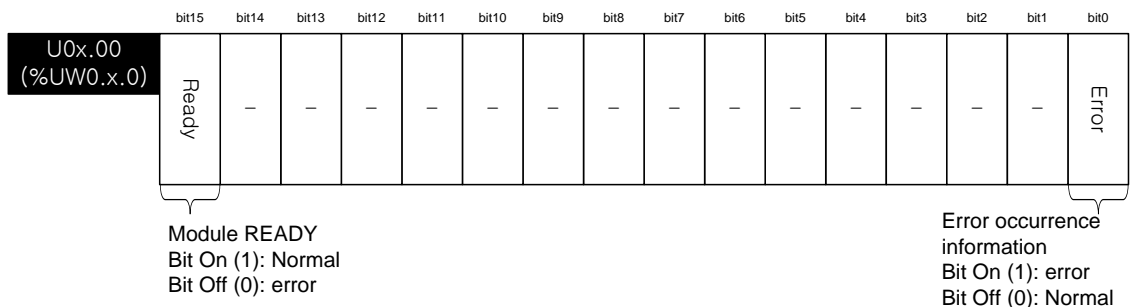 bit15 bit14 bit13 bit12 bit11 bit10 bit9 bit8 bit7 bit6 bit5 bit4 bit3 bit2 bit1 bit0
U0x.00
(%UW0.x.0)
Ready – – – – – – – – – – – – – – Error
Module READY
Bit On (1): Normal
Bit Off (0): error
Error occurrence
information
Bit On (1): error
Bit Off (0): Normal